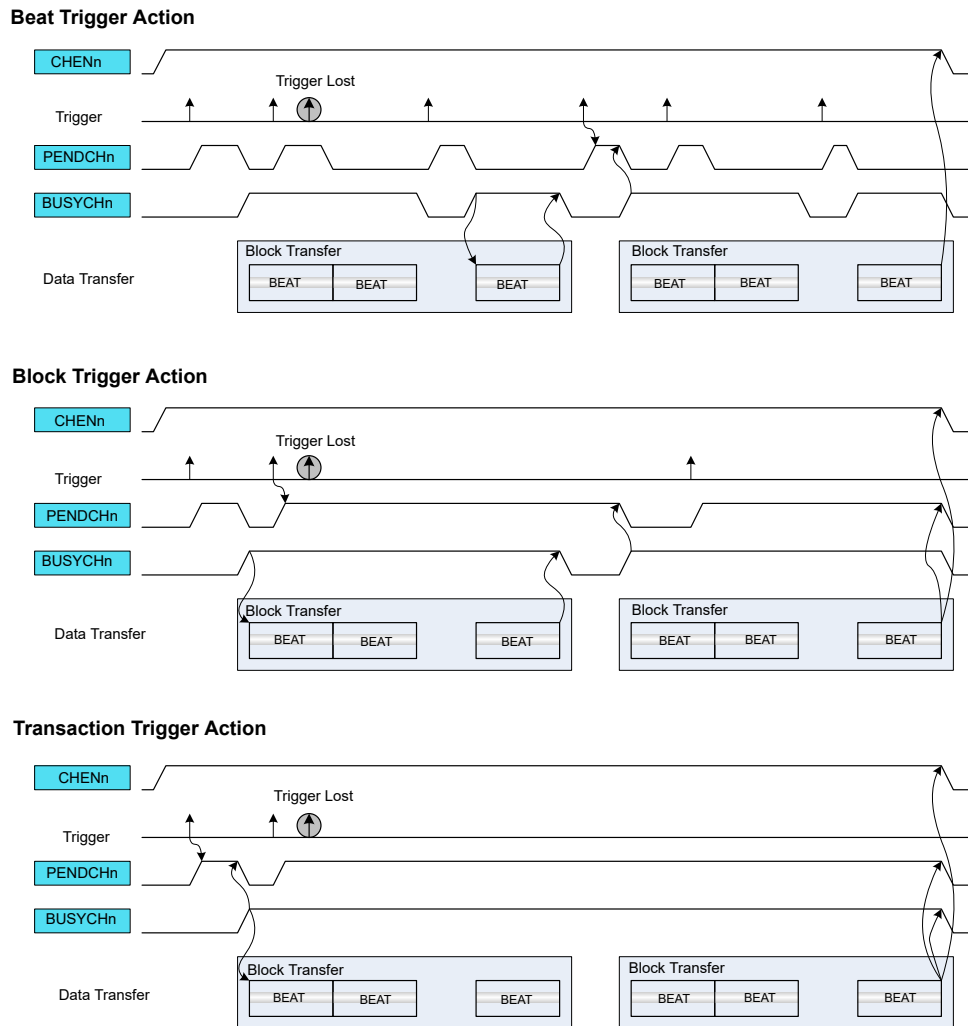 Beat Trigger Action
CHENn
Trigger Lost
Trigger
PENDCHn
BUSYCHn
Block Transfer
Block Transfer
Data Transfer
BEAT
BEAT
BEAT
BEAT
BEAT
BEAT
Block Trigger Action
CHENn
Trigger Lost
Trigger
PENDCHn
BUSYCHn
Block Transfer
Block Transfer
Data Transfer
BEAT
BEAT
BEAT
BEAT
BEAT
BEAT
Transaction Trigger Action
CHENn
Trigger Lost
Trigger
PENDCHn
BUSYCHn
Block Transfer
Block Transfer
Data Transfer
BEAT
BEAT
BEAT
BEAT
BEAT
BEAT